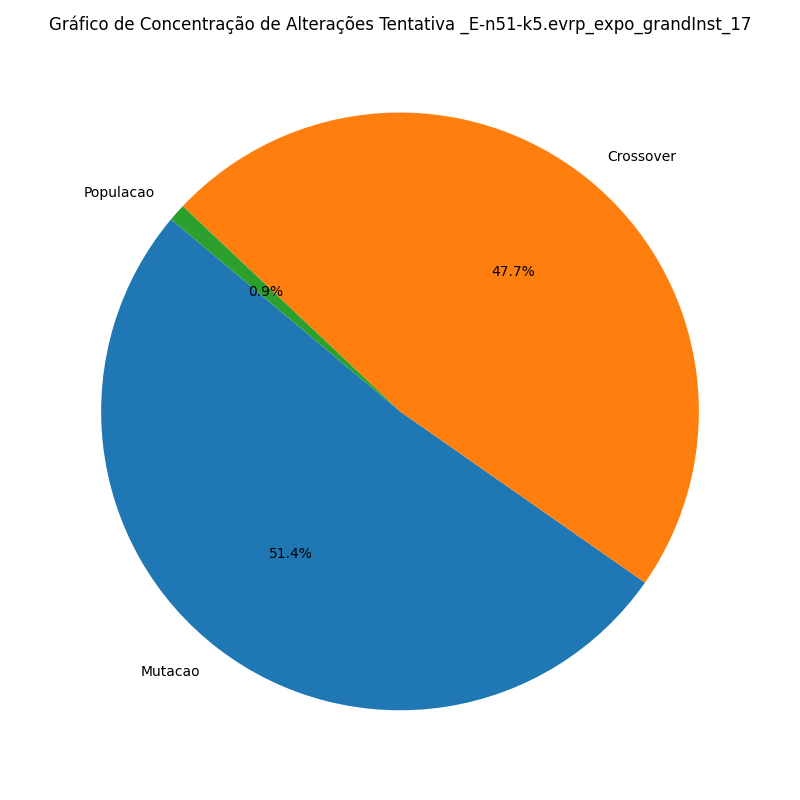 Gráfico de Concentração de Alterações Tentativa _E-n51-k5.evrp_expo_grandInst_17
Crossover
Populacao
47.7%
0.9%
51.4%
Mutacao